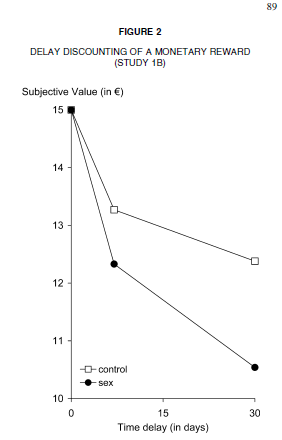 89
FIGURE 2
DELAY DISCOUNTING OF A MONETARY REWARD
(STUDY 1B)
Subjective Value (in €)
15
14
13
12
11
10
control
sex
0 15 30
Time delay (in days)